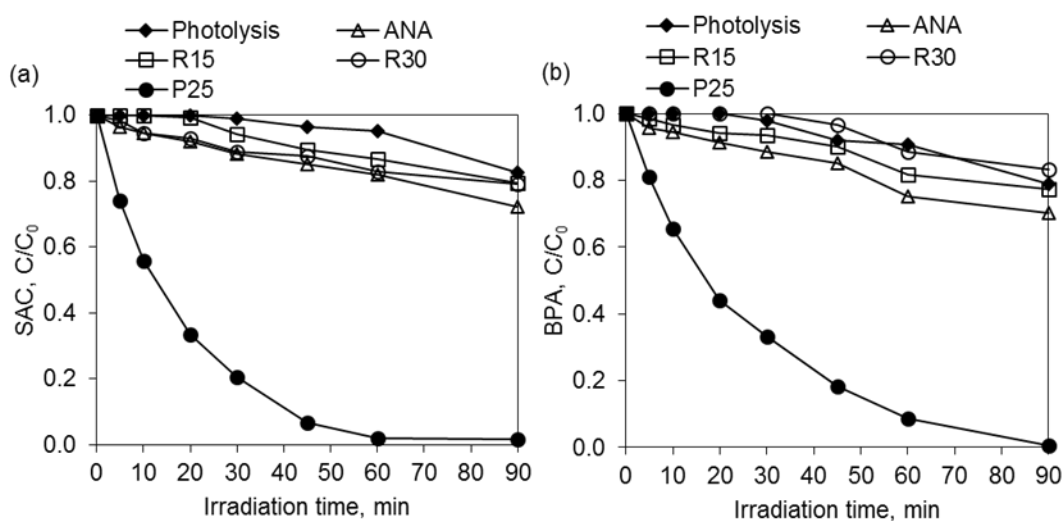 Photolysis ANA
R15 R30
P25
(a)
1.0
0.8
0.6
0.4
0.2
0.0
SAC, C/C₀
0 10 20 30 40 50 60 70 80 90
Irradiation time, min
Photolysis ANA
R15 R30
P25
(b)
1.0
0.8
0.6
0.4
0.2
0.0
BPA, C/C₀
0 10 20 30 40 50 60 70 80 90
Irradiation time, min